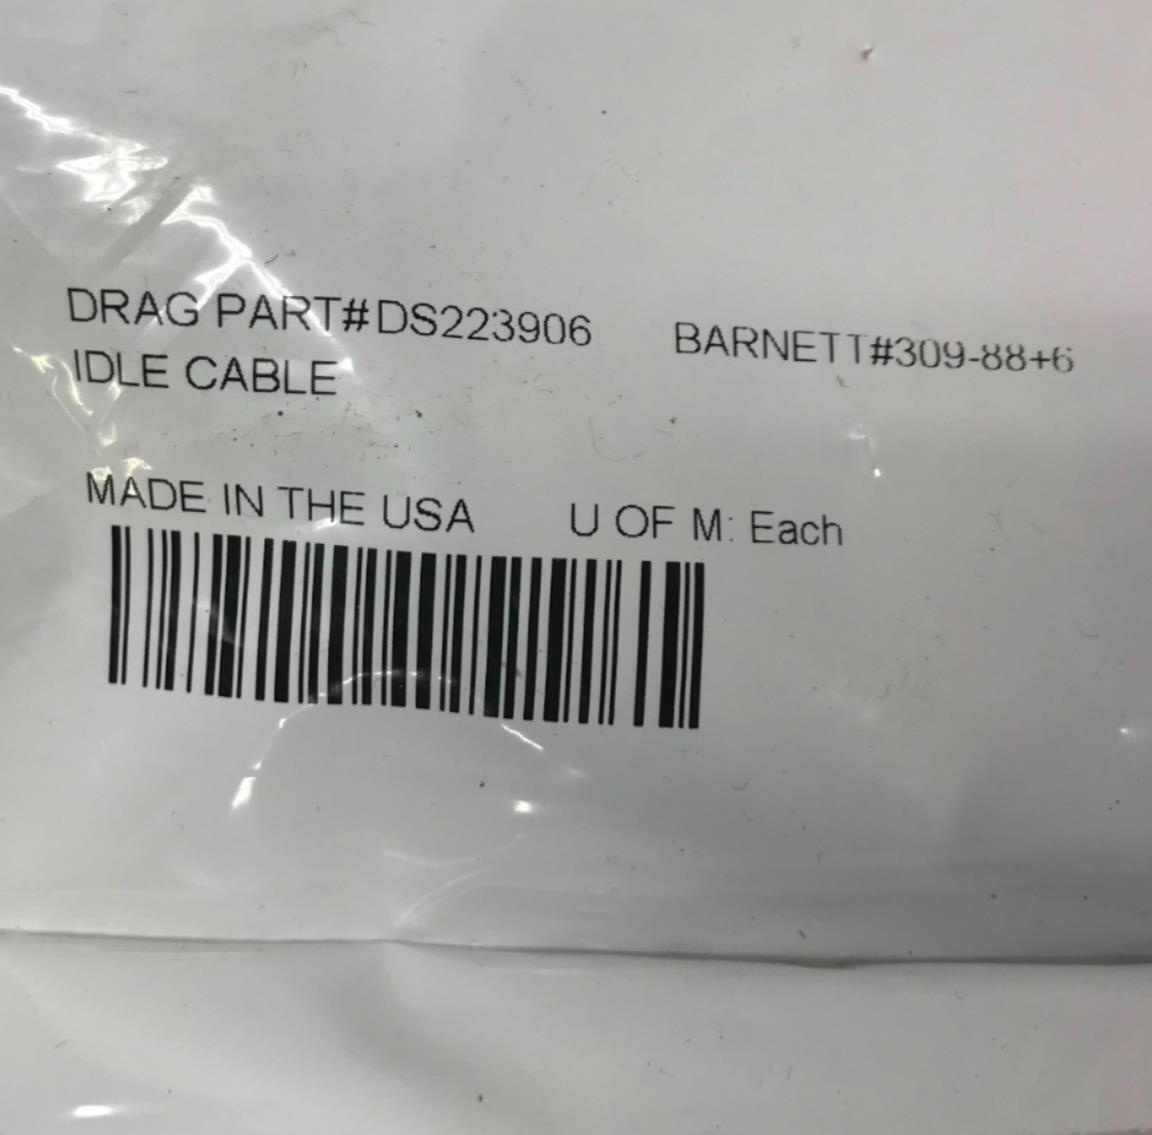 DRAG PART#DS223906 BARNETT#309-88+6
IDLE CABLE
MADE IN THE USA U OF M: Each